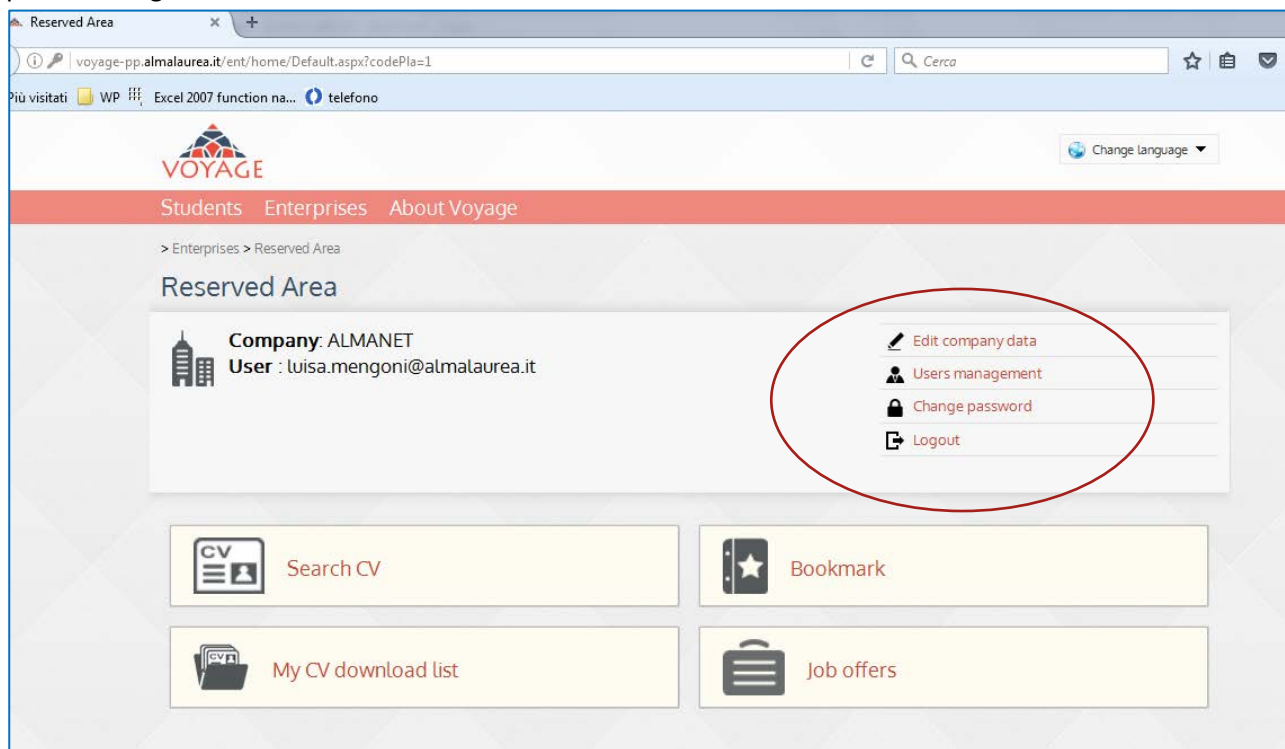 Reserved Area
voyage-pp.almalaurea.it/ent/home/Default.aspx?codePla=1
Cerca
Più visitati WP Excel 2007 function na... telefono
VOYAGE
Change language
Students Enterprises About Voyage
> Enterprises > Reserved Area
Reserved Area
Company: ALMANET
User : luisa.mengoni@almalaurea.it
Edit company data
Users management
Change password
Logout
CV
Search CV
Bookmark
CV
My CV download list
Job offers